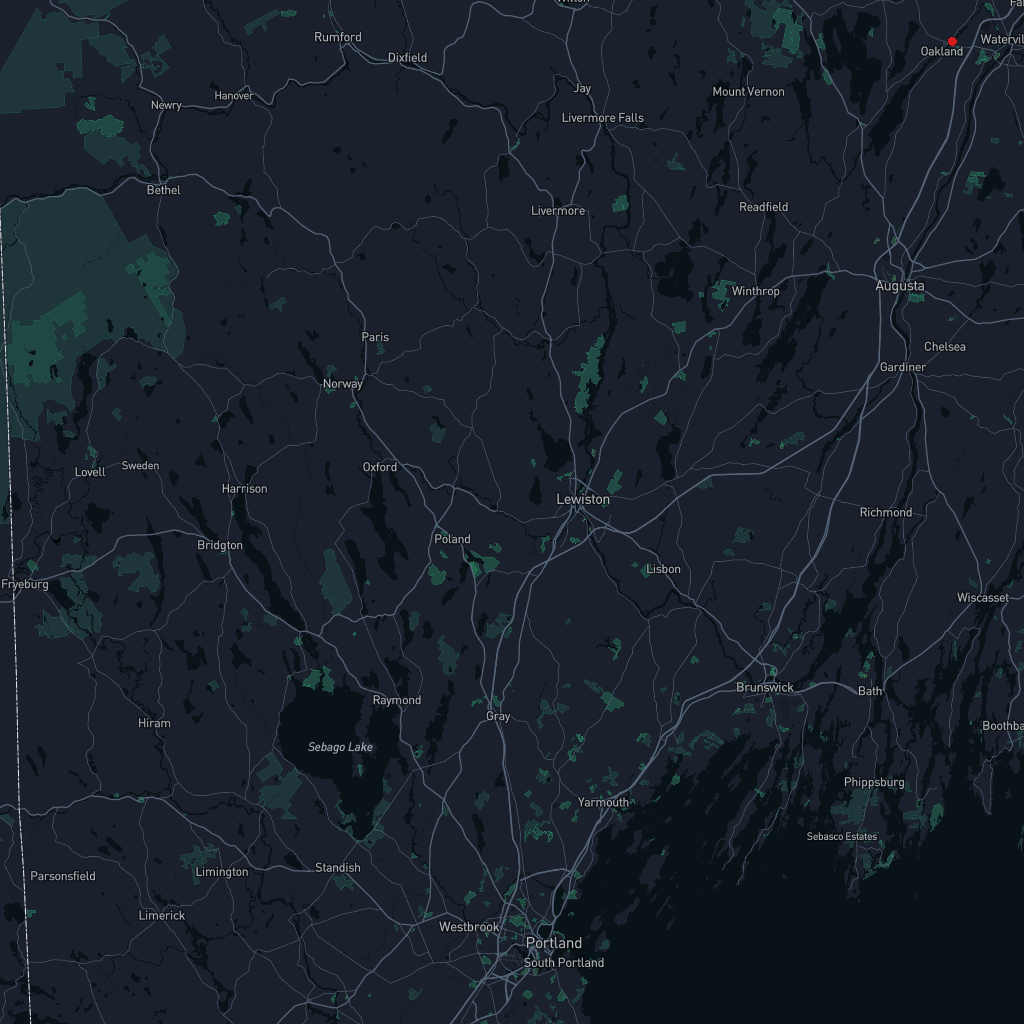 Rumford
Dixfield
Oakland
Jay
Mount Vernon
Hanover
Newry
Livermore Falls
Bethel
Livermore
Readfield
Winthrop
Augusta
Paris
Chelsea
Gardiner
Norway
Oxford
Sweden
Lovell
Harrison
Lewiston
Richmond
Poland
Bridgton
Lisbon
Fryeburg
Wiscasset
Brunswick
Bath
Raymond
Gray
Hiram
Boothba
Sebago Lake
Phippsburg
Yarmouth
Sebasco Estates
Standish
Limington
Parsonsfield
Limerick
Westbrook
Portland
South Portland